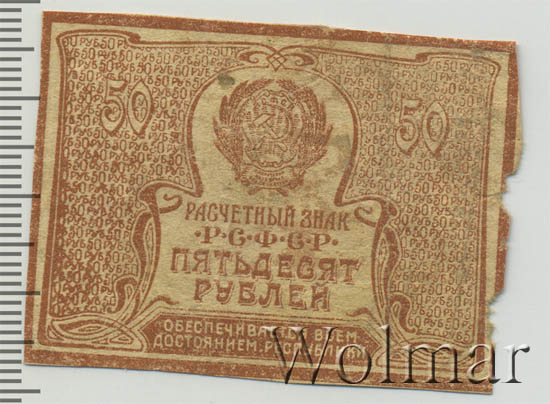 50 50
РАСЧЕТНЫЙ ЗНАК
Р·С·Ф·С·Р·
ПЯТЬДЕСЯТ
РУБЛЕЙ
ОБЕСПЕЧИВАЕТСЯ ВСЕМ
ДОСТОЯНИЕМ РЕСПУБЛИКИ
Wolmar